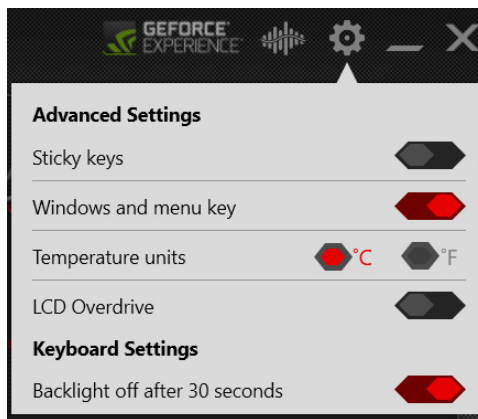 GEFORCE
EXPERIENCE
Advanced Settings
Sticky keys
Windows and menu key
Temperature units °C °F
LCD Overdrive
Keyboard Settings
Backlight off after 30 seconds